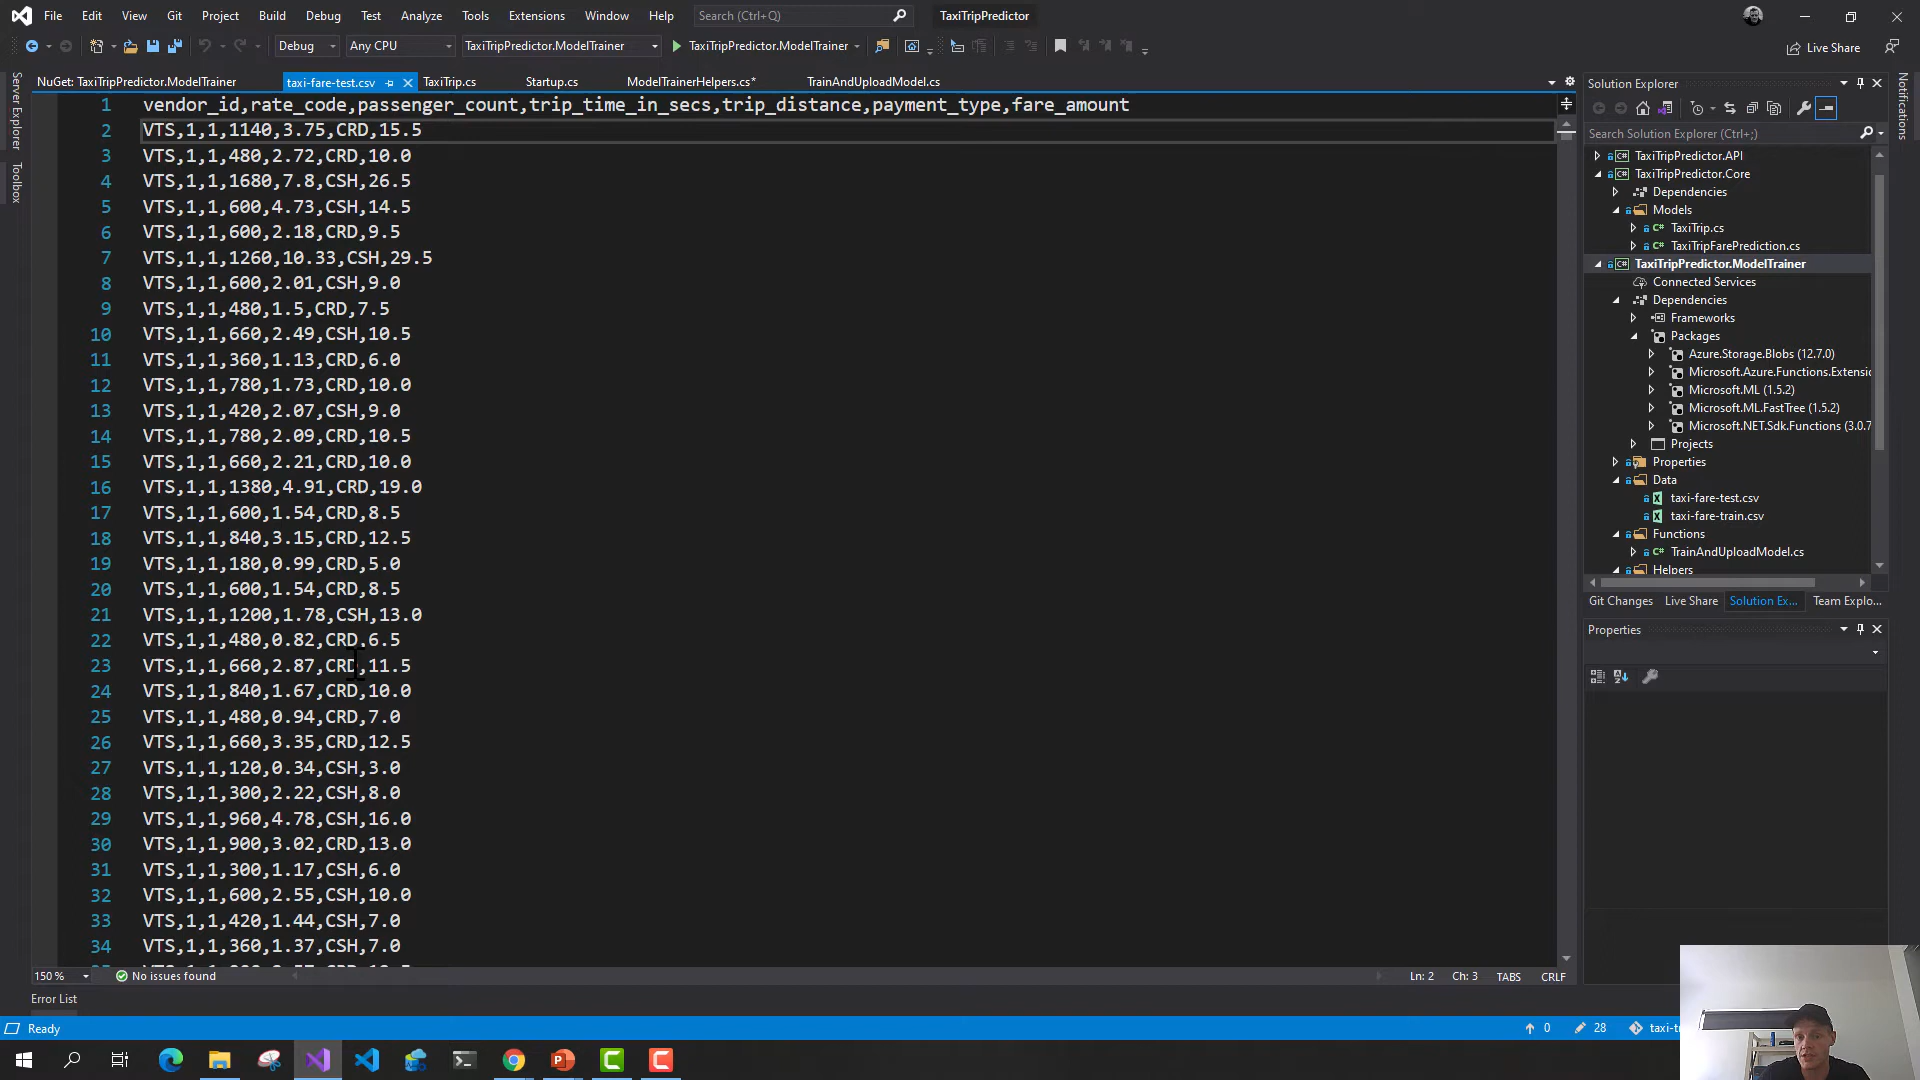 File Edit View Git Project Build Debug Test Analyze Tools Extensions Window Help Search (Ctrl+Q) TaxiTripPredictor
Debug Any CPU TaxiTripPredictor.ModelTrainer TaxiTripPredictor.ModelTrainer Live Share
NuGet: TaxiTripPredictor.ModelTrainer taxi-fare-test.csv TaxiTrip.cs Startup.cs ModelTrainerHelpers.cs* TrainAndUploadModel.cs
Server Explorer
Toolbox
1 vendor_id,rate_code,passenger_count,trip_time_in_secs,trip_distance,payment_type,fare_amount
2 VTS,1,1,1140,3.75,CRD,15.5
3 VTS,1,1,480,2.72,CRD,10.0
4 VTS,1,1,1680,7.8,CSH,26.5
5 VTS,1,1,600,4.73,CSH,14.5
6 VTS,1,1,600,2.18,CRD,9.5
7 VTS,1,1,1260,10.33,CSH,29.5
8 VTS,1,1,600,2.01,CSH,9.0
9 VTS,1,1,480,1.5,CRD,7.5
10 VTS,1,1,660,2.49,CSH,10.5
11 VTS,1,1,360,1.13,CRD,6.0
12 VTS,1,1,780,1.73,CRD,10.0
13 VTS,1,1,420,2.07,CSH,9.0
14 VTS,1,1,780,2.09,CRD,10.5
15 VTS,1,1,660,2.21,CRD,10.0
16 VTS,1,1,1380,4.91,CRD,19.0
17 VTS,1,1,600,1.54,CRD,8.5
18 VTS,1,1,840,3.15,CRD,12.5
19 VTS,1,1,180,0.99,CRD,5.0
20 VTS,1,1,600,1.54,CRD,8.5
21 VTS,1,1,1200,1.78,CSH,13.0
22 VTS,1,1,480,0.82,CRD,6.5
23 VTS,1,1,660,2.87,CRD,11.5
24 VTS,1,1,840,1.67,CRD,10.0
25 VTS,1,1,480,0.94,CRD,7.0
26 VTS,1,1,660,3.35,CRD,12.5
27 VTS,1,1,120,0.34,CSH,3.0
28 VTS,1,1,300,2.22,CSH,8.0
29 VTS,1,1,960,4.78,CSH,16.0
30 VTS,1,1,900,3.02,CRD,13.0
31 VTS,1,1,300,1.17,CSH,6.0
32 VTS,1,1,600,2.55,CSH,10.0
33 VTS,1,1,420,1.44,CSH,7.0
34 VTS,1,1,360,1.37,CSH,7.0
150 % No issues found Ln: 2 Ch: 3 TABS CRLF
Error List
Solution Explorer
Search Solution Explorer (Ctrl+;)
TaxiTripPredictor.API
TaxiTripPredictor.Core
Dependencies
Models
C# TaxiTrip.cs
C# TaxiTripFarePrediction.cs
TaxiTripPredictor.ModelTrainer
Connected Services
Dependencies
Frameworks
Packages
Azure.Storage.Blobs (12.7.0)
Microsoft.Azure.Functions.Extensio
Microsoft.ML (1.5.2)
Microsoft.ML.FastTree (1.5.2)
Microsoft.NET.Sdk.Functions (3.0.7
Projects
Properties
Data
taxi-fare-test.csv
taxi-fare-train.csv
Functions
C# TrainAndUploadModel.cs
Helpers
Git Changes Live Share Solution Ex... Team Explo...
Properties
Notifications
Ready 0 28 taxi-t